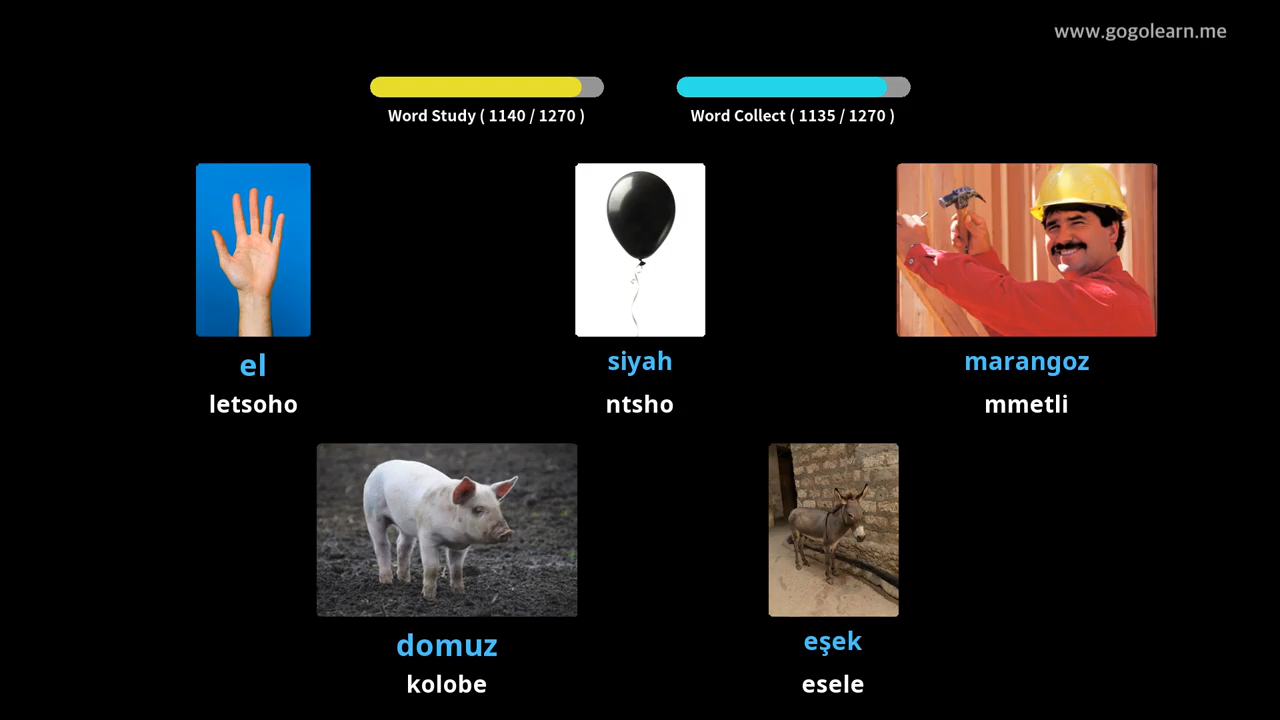 www.gogolearn.me
Word Study ( 1140 / 1270 )
Word Collect ( 1135 / 1270 )
el
siyah
marangoz
letsoho
ntsho
mmetli
domuz
eşek
kolobe
esele